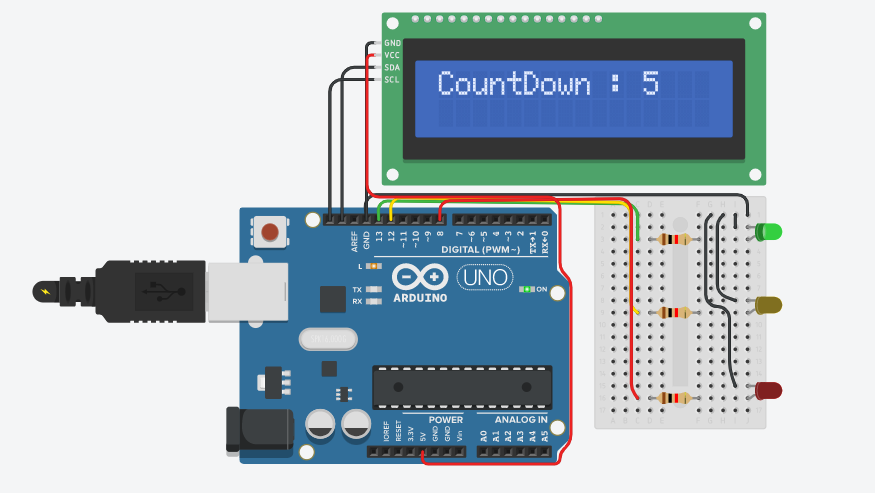 GND
VCC
SDA
SCL
CountDown : 5
AREF
GND
13
12
~11
~10
~9
8
7
~6
~5
4
~3
2
TX→1
RX←0
DIGITAL (PWM~)
L
TX
RX
ARDUINO
UNO
ON
POWER
ANALOG IN
IOREF
RESET
3.3V
5V
GND
GND
Vin
A0
A1
A2
A3
A4
A5